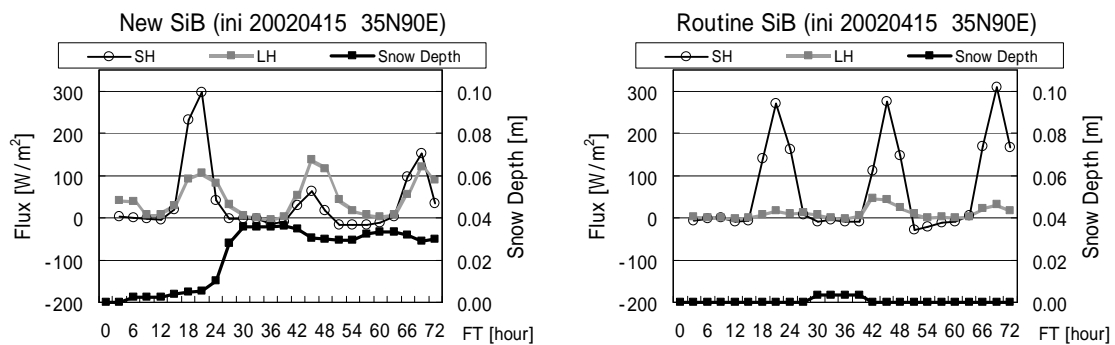 New SiB (ini 20020415 35N90E)
SH LH Snow Depth
300
200
100
0
-100
-200
Flux [W/m²]
0.10
0.08
0.06
0.04
0.02
0.00
Snow Depth [m]
0 6 12 18 24 30 36 42 48 54 60 66 72 FT [hour]
Routine SiB (ini 20020415 35N90E)
SH LH Snow Depth
300
200
100
0
-100
-200
Flux [W/m²]
0.10
0.08
0.06
0.04
0.02
0.00
Snow Depth [m]
0 6 12 18 24 30 36 42 48 54 60 66 72 FT [hour]